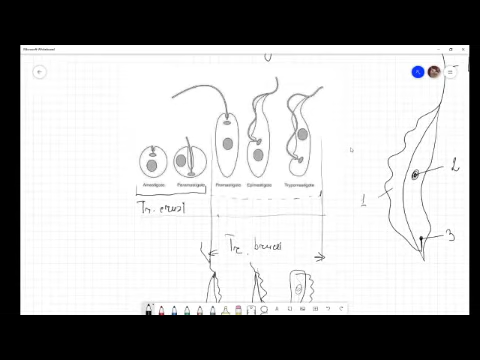 Microsoft Whiteboard
Amastigote Paramastigote Promastigote Epimastigote Trypomastigote
Tr. cruzi
Tr. brucei
1
2
3